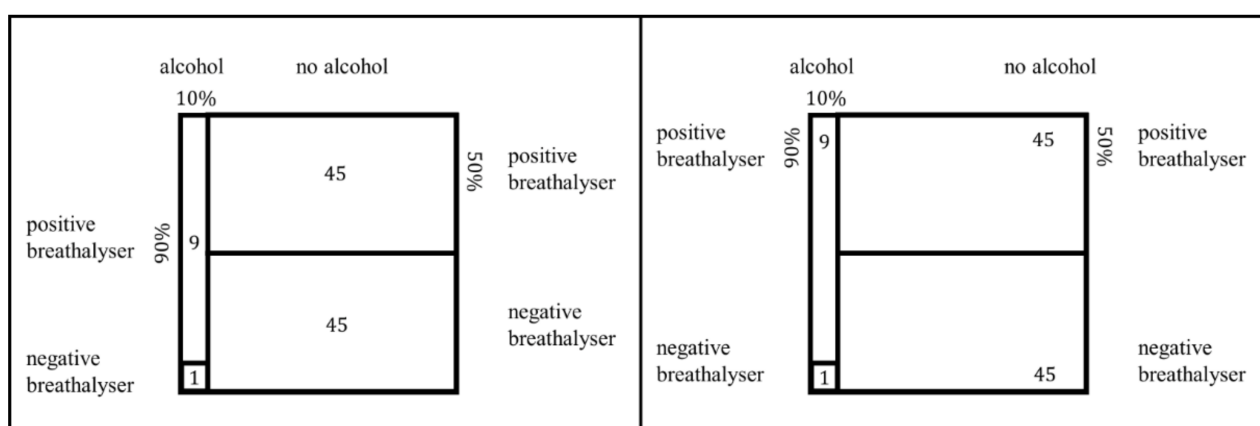 alcohol no alcohol
10%
45
50%
positive
breathalyser
positive
breathalyser
90%
9
45
negative
breathalyser
negative
breathalyser
1
alcohol no alcohol
10%
positive
breathalyser
90%
9
45
50%
positive
breathalyser
negative
breathalyser
1
45
negative
breathalyser